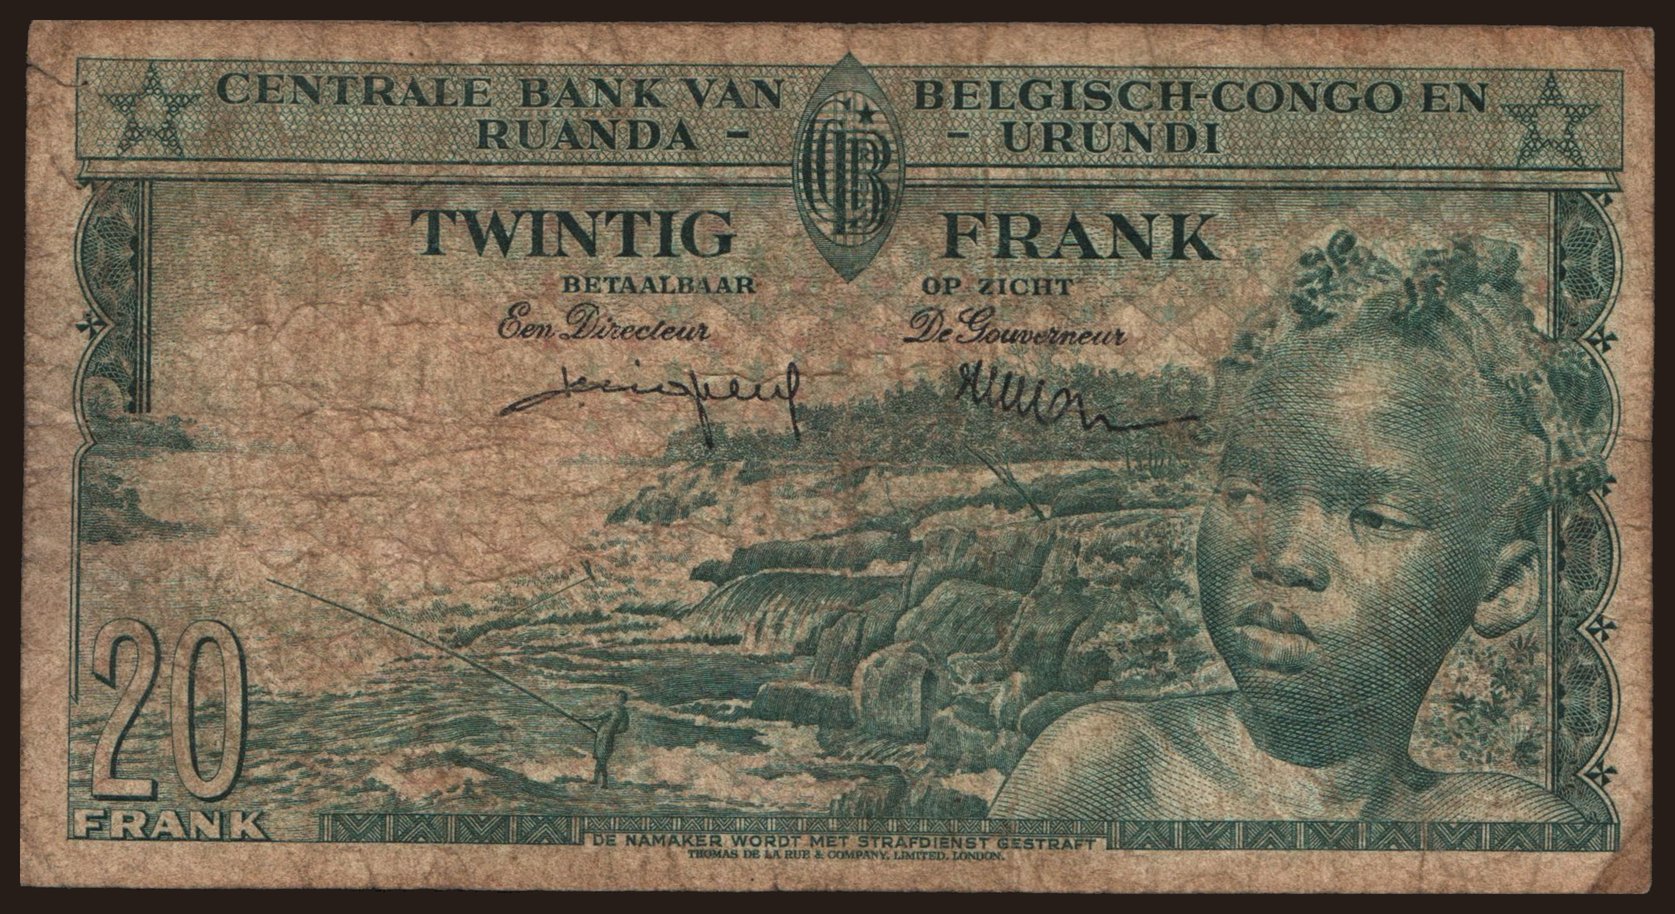 CENTRALE BANK VAN BELGISCH-CONGO EN
RUANDA - - URUNDI
TWINTIG FRANK
BETAALBAAR OP ZICHT
Een Directeur De Gouverneur
20
FRANK
DE NAMAKER WORDT MET STRAFDIENST GESTRAFT
THOMAS DE LA RUE & COMPANY, LIMITED, LONDON.